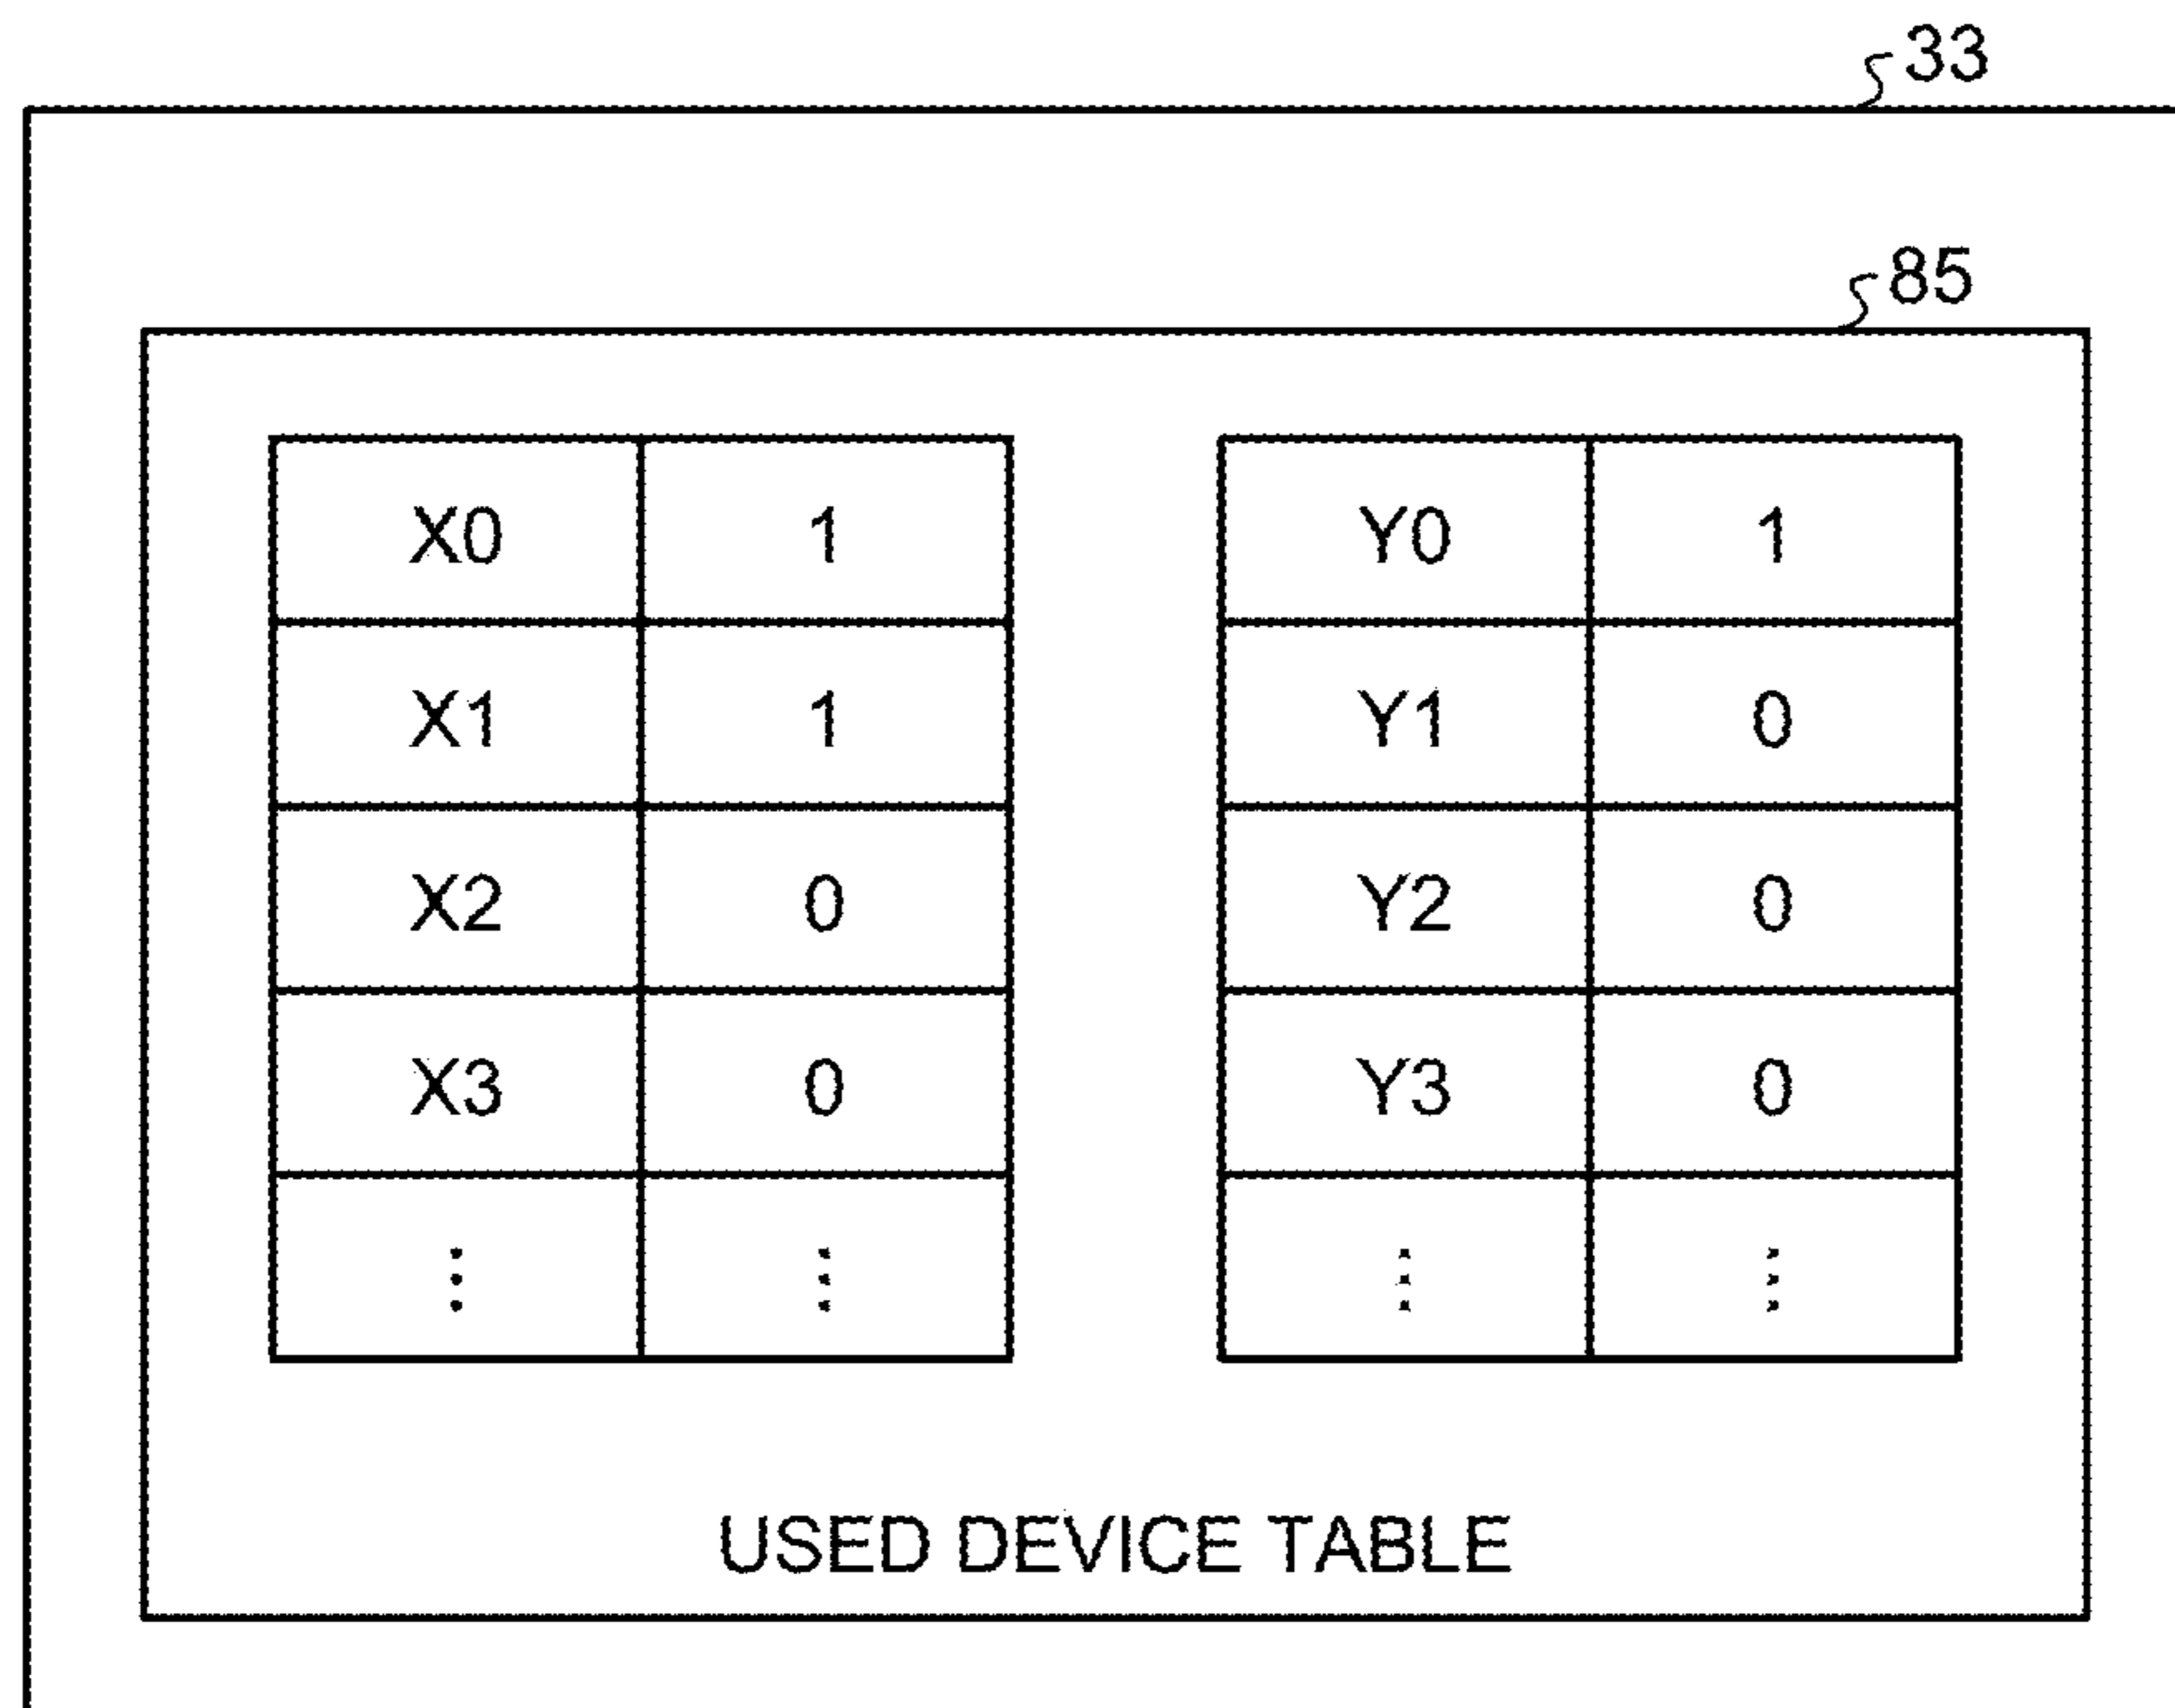 33
85
X0 1 Y0 1
X1 1 Y1 0
X2 0 Y2 0
X3 0 Y3 0
⋮ ⋮ ⋮ ⋮
USED DEVICE TABLE